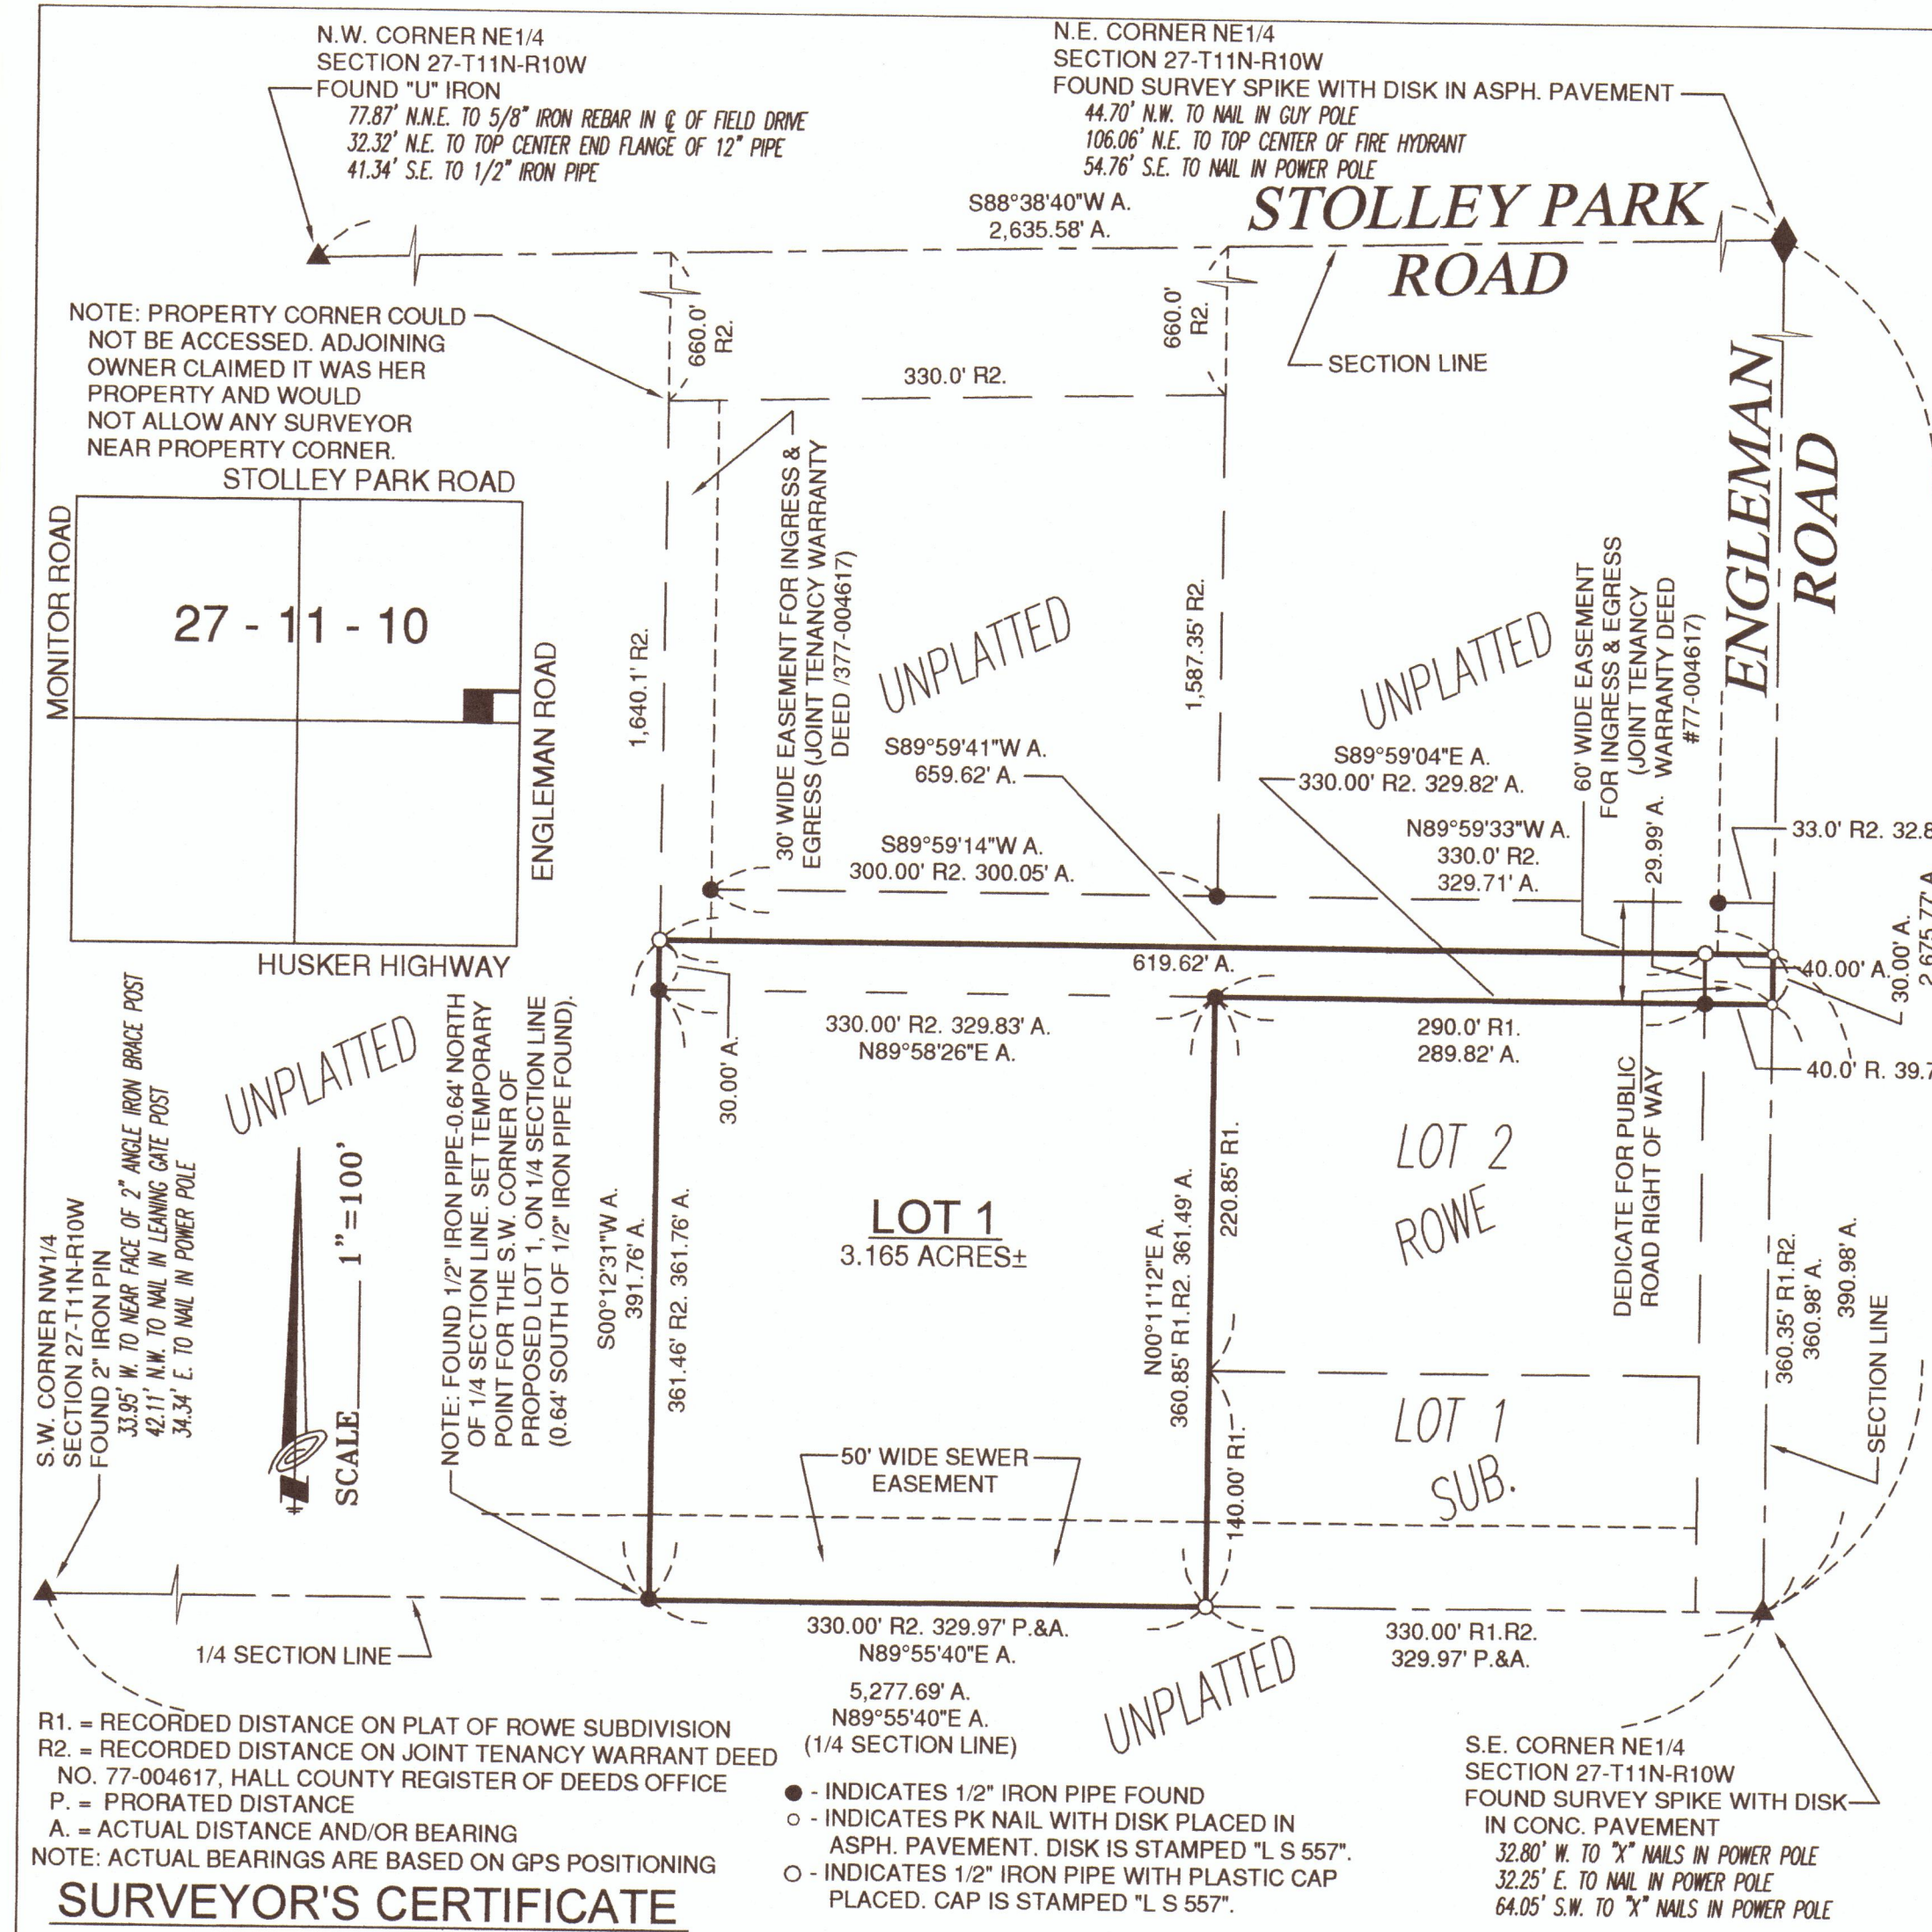 N.W. CORNER NE1/4
SECTION 27-T11N-R10W
FOUND "U" IRON
77.87' N.N.E. TO 5/8" IRON REBAR IN ℄ OF FIELD DRIVE
32.32' N.E. TO TOP CENTER END FLANGE OF 12" PIPE
41.34' S.E. TO 1/2" IRON PIPE
N.E. CORNER NE1/4
SECTION 27-T11N-R10W
FOUND SURVEY SPIKE WITH DISK IN ASPH. PAVEMENT
44.70' N.W. TO NAIL IN GUY POLE
106.06' N.E. TO TOP CENTER OF FIRE HYDRANT
54.76' S.E. TO NAIL IN POWER POLE
S88°38'40"W A.
2,635.58' A.
STOLLEY PARK
ROAD
SECTION LINE
NOTE: PROPERTY CORNER COULD
NOT BE ACCESSED. ADJOINING
OWNER CLAIMED IT WAS HER
PROPERTY AND WOULD
NOT ALLOW ANY SURVEYOR
NEAR PROPERTY CORNER.
660.0'
R2.
660.0'
R2.
330.0' R2.
ENGLEMAN
ROAD
STOLLEY PARK ROAD
MONITOR ROAD
27 - 11 - 10
ENGLEMAN ROAD
HUSKER HIGHWAY
1,640.1' R2.
30' WIDE EASEMENT FOR INGRESS &
EGRESS (JOINT TENANCY WARRANTY
DEED /377-004617)
UNPLATTED
1,587.35' R2.
UNPLATTED
60' WIDE EASEMENT
FOR INGRESS & EGRESS
(JOINT TENANCY
WARRANTY DEED
#77-004617)
S89°59'41"W A.
659.62' A.
S89°59'04"E A.
330.00' R2. 329.82' A.
S89°59'14"W A.
300.00' R2. 300.05' A.
N89°59'33"W A.
330.0' R2.
329.71' A.
29.99' A.
33.0' R2. 32.8
2,675.77' A.
30.00' A.
40.00' A.
619.62' A.
330.00' R2. 329.83' A.
N89°58'26"E A.
290.0' R1.
289.82' A.
40.0' R. 39.7
30.00' A.
UNPLATTED
NOTE: FOUND 1/2" IRON PIPE-0.64' NORTH
OF 1/4 SECTION LINE. SET TEMPORARY
POINT FOR THE S.W. CORNER OF
PROPOSED LOT 1, ON 1/4 SECTION LINE
(0.64' SOUTH OF 1/2" IRON PIPE FOUND).
S.W. CORNER NW1/4
SECTION 27-T11N-R10W
FOUND 2" IRON PIN
33.95' W. TO NEAR FACE OF 2" ANGLE IRON BRACE POST
42.11' N.W. TO NAIL IN LEANING GATE POST
34.34' E. TO NAIL IN POWER POLE
SCALE 1"=100'
S00°12'31"W A.
391.76' A.
361.46' R2. 361.76' A.
LOT 1
3.165 ACRES±
N00°11'12"E A.
360.85' R1.R2. 361.49' A.
220.85' R1.
140.00' R1.
LOT 2
ROWE
LOT 1
SUB.
DEDICATE FOR PUBLIC
ROAD RIGHT OF WAY
360.35' R1.R2.
360.98' A.
390.98' A.
SECTION LINE
50' WIDE SEWER
EASEMENT
1/4 SECTION LINE
330.00' R2. 329.97' P.&A.
N89°55'40"E A.
5,277.69' A.
N89°55'40"E A.
(1/4 SECTION LINE)
UNPLATTED
330.00' R1.R2.
329.97' P.&A.
R1. = RECORDED DISTANCE ON PLAT OF ROWE SUBDIVISION
R2. = RECORDED DISTANCE ON JOINT TENANCY WARRANT DEED
NO. 77-004617, HALL COUNTY REGISTER OF DEEDS OFFICE
P. = PRORATED DISTANCE
A. = ACTUAL DISTANCE AND/OR BEARING
NOTE: ACTUAL BEARINGS ARE BASED ON GPS POSITIONING
● - INDICATES 1/2" IRON PIPE FOUND
○ - INDICATES PK NAIL WITH DISK PLACED IN
ASPH. PAVEMENT. DISK IS STAMPED "L S 557".
○ - INDICATES 1/2" IRON PIPE WITH PLASTIC CAP
PLACED. CAP IS STAMPED "L S 557".
S.E. CORNER NE1/4
SECTION 27-T11N-R10W
FOUND SURVEY SPIKE WITH DISK
IN CONC. PAVEMENT
32.80' W. TO "X" NAILS IN POWER POLE
32.25' E. TO NAIL IN POWER POLE
64.05' S.W. TO "X" NAILS IN POWER POLE
SURVEYOR'S CERTIFICATE